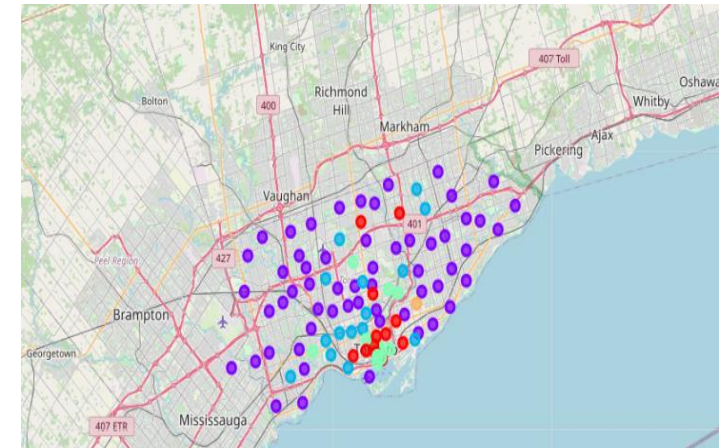 King City
407 Toll
Oshawa
Bolton
400
Richmond
Hill
Whitby
Markham
Ajax
Pickering
Vaughan
401
427
Peel Region
Brampton
Georgetown
Mississauga
407 ETR